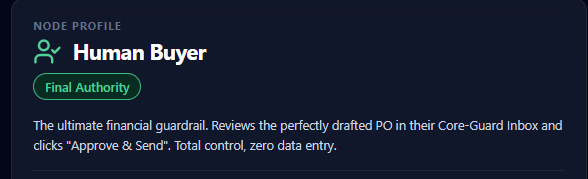 NODE PROFILE
Human Buyer
Final Authority
The ultimate financial guardrail. Reviews the perfectly drafted PO in their Core-Guard Inbox and
clicks "Approve & Send". Total control, zero data entry.